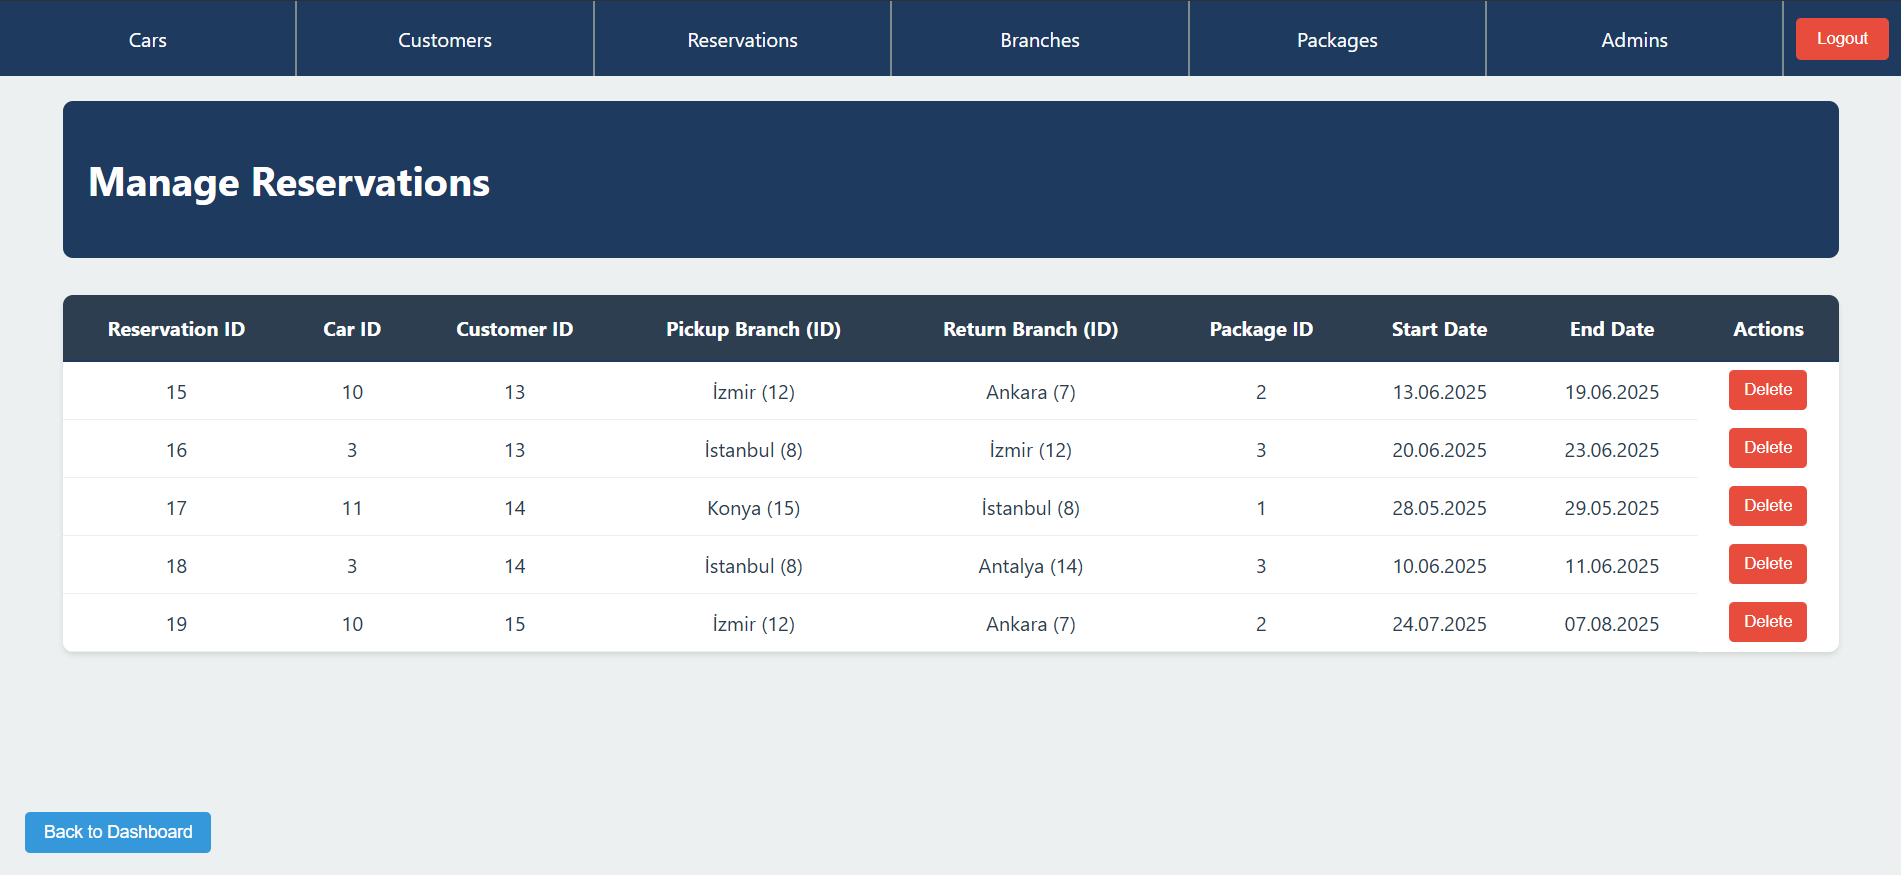 Cars Customers Reservations Branches Packages Admins Logout
Manage Reservations
Reservation ID Car ID Customer ID Pickup Branch (ID) Return Branch (ID) Package ID Start Date End Date Actions
15 10 13 İzmir (12) Ankara (7) 2 13.06.2025 19.06.2025 Delete
16 3 13 İstanbul (8) İzmir (12) 3 20.06.2025 23.06.2025 Delete
17 11 14 Konya (15) İstanbul (8) 1 28.05.2025 29.05.2025 Delete
18 3 14 İstanbul (8) Antalya (14) 3 10.06.2025 11.06.2025 Delete
19 10 15 İzmir (12) Ankara (7) 2 24.07.2025 07.08.2025 Delete
Back to Dashboard